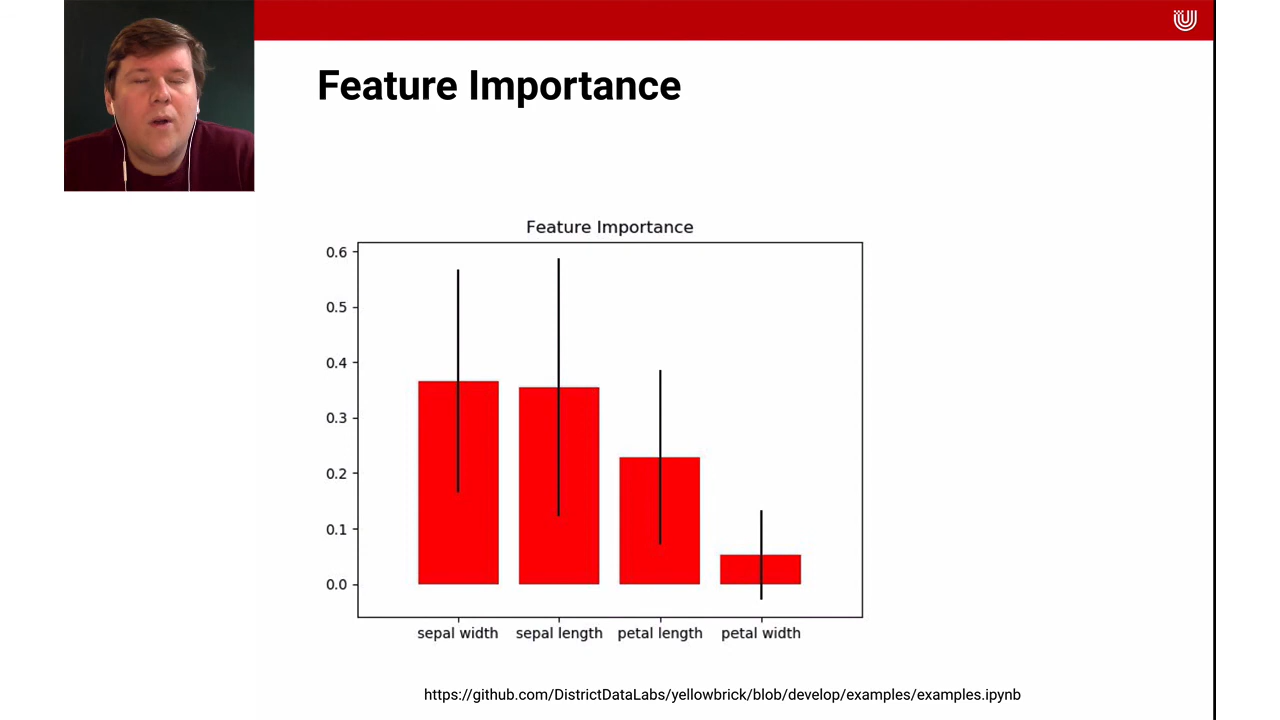 Feature Importance
Feature Importance
0.6
0.5
0.4
0.3
0.2
0.1
0.0
sepal width sepal length petal length petal width
https://github.com/DistrictDataLabs/yellowbrick/blob/develop/examples/examples.ipynb